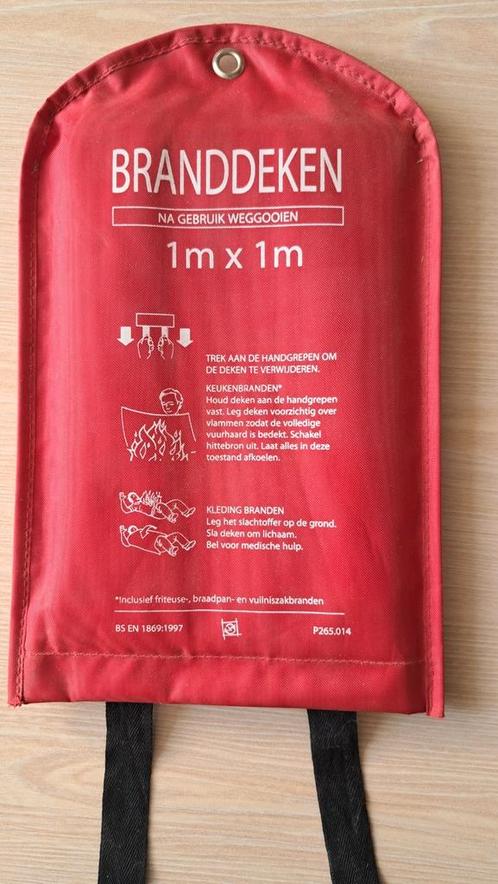 BRANDDEKEN
NA GEBRUIK WEGGOOIEN
1m x 1m
TREK AAN DE HANDGREPEN OM
DE DEKEN TE VERWIJDEREN.
KEUKENBRANDEN*
Houd deken aan de handgrepen
vast. Leg deken voorzichtig over
vlammen zodat de volledige
vuurhaard is bedekt. Schakel
hittebron uit. Laat alles in deze
toestand afkoelen.
KLEDING BRANDEN
Leg het slachtoffer op de grond.
Sla deken om lichaam.
Bel voor medische hulp.
*Inclusief friteuse-, braadpan- en vuilniszakbranden
BS EN 1869:1997 P265.014